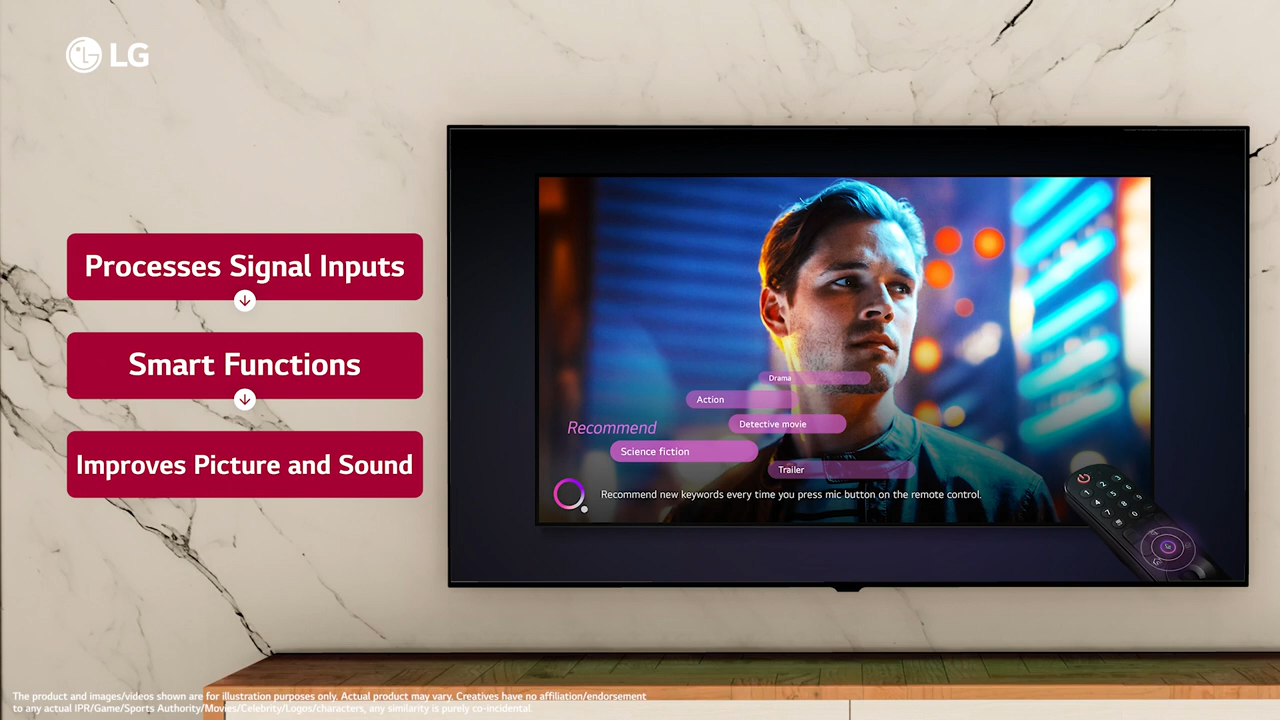 LG
Processes Signal Inputs
Smart Functions
Improves Picture and Sound
Drama
Action
Recommend
Detective movie
Science fiction
Trailer
Recommend new keywords every time you press mic button on the remote control.
The product and images/videos shown are for illustration purposes only. Actual product may vary. Creatives have no affiliation/endorsement
to any actual IPR/Game/Sports Authority/Movies/Celebrity/Logos/characters, any similarity is purely co-incidental.